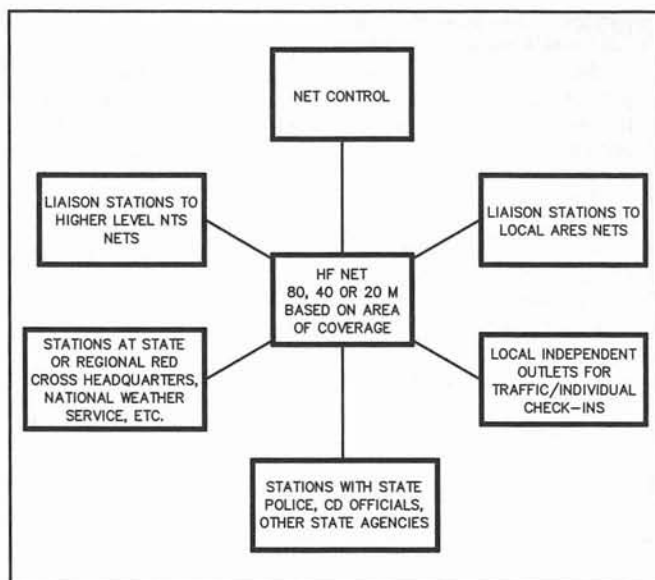 NET CONTROL
LIAISON STATIONS TO
HIGHER LEVEL NTS
NETS
LIAISON STATIONS TO
LOCAL ARES NETS
HF NET
80, 40 OR 20 M
BASED ON AREA
OF COVERAGE
STATIONS AT STATE
OR REGIONAL RED
CROSS HEADQUARTERS,
NATIONAL WEATHER
SERVICE, ETC.
LOCAL INDEPENDENT
OUTLETS FOR
TRAFFIC/INDIVIDUAL
CHECK-INS
STATIONS WITH STATE
POLICE, CD OFFICIALS,
OTHER STATE AGENCIES